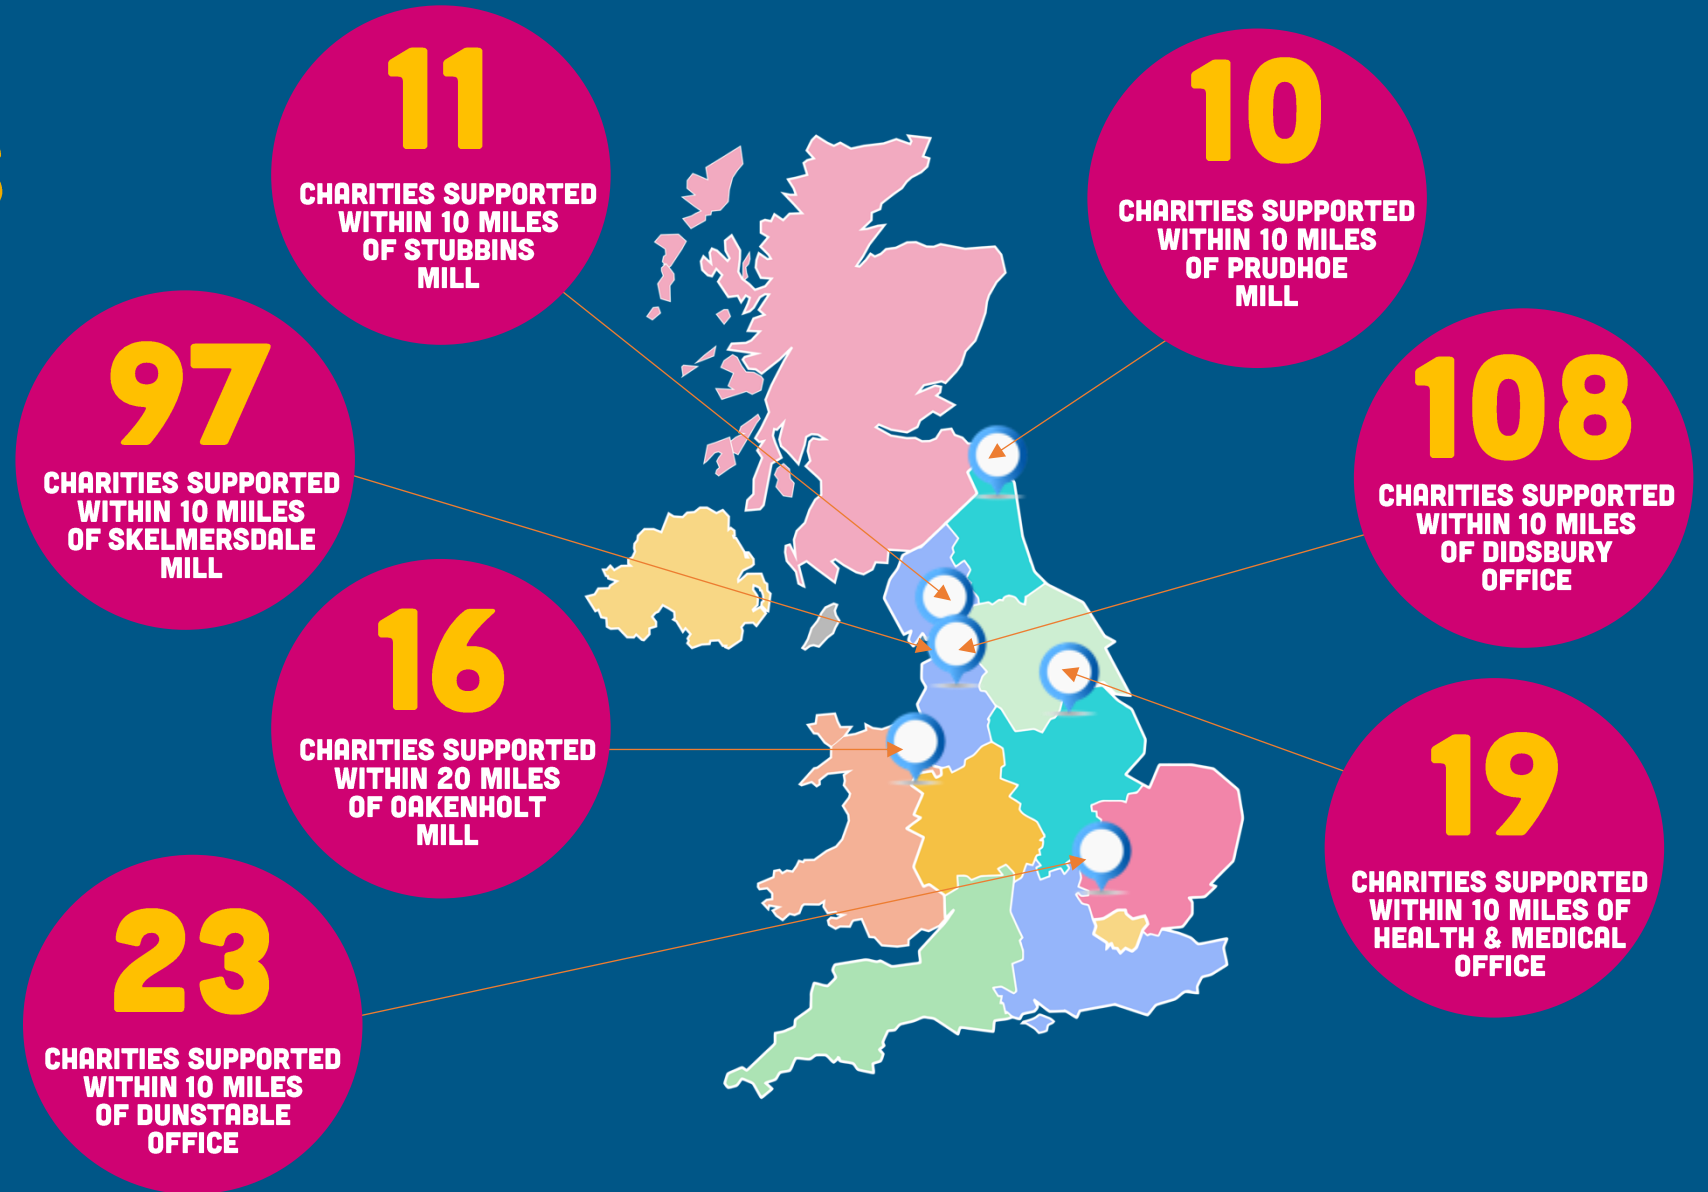 11
CHARITIES SUPPORTED
WITHIN 10 MILES
OF STUBBINS
MILL
10
CHARITIES SUPPORTED
WITHIN 10 MILES
OF PRUDHOE
MILL
97
CHARITIES SUPPORTED
WITHIN 10 MIILES
OF SKELMERSDALE
MILL
108
CHARITIES SUPPORTED
WITHIN 10 MILES
OF DIDSBURY
OFFICE
16
CHARITIES SUPPORTED
WITHIN 20 MILES
OF OAKENHOLT
MILL
19
CHARITIES SUPPORTED
WITHIN 10 MILES OF
HEALTH & MEDICAL
OFFICE
23
CHARITIES SUPPORTED
WITHIN 10 MILES
OF DUNSTABLE
OFFICE